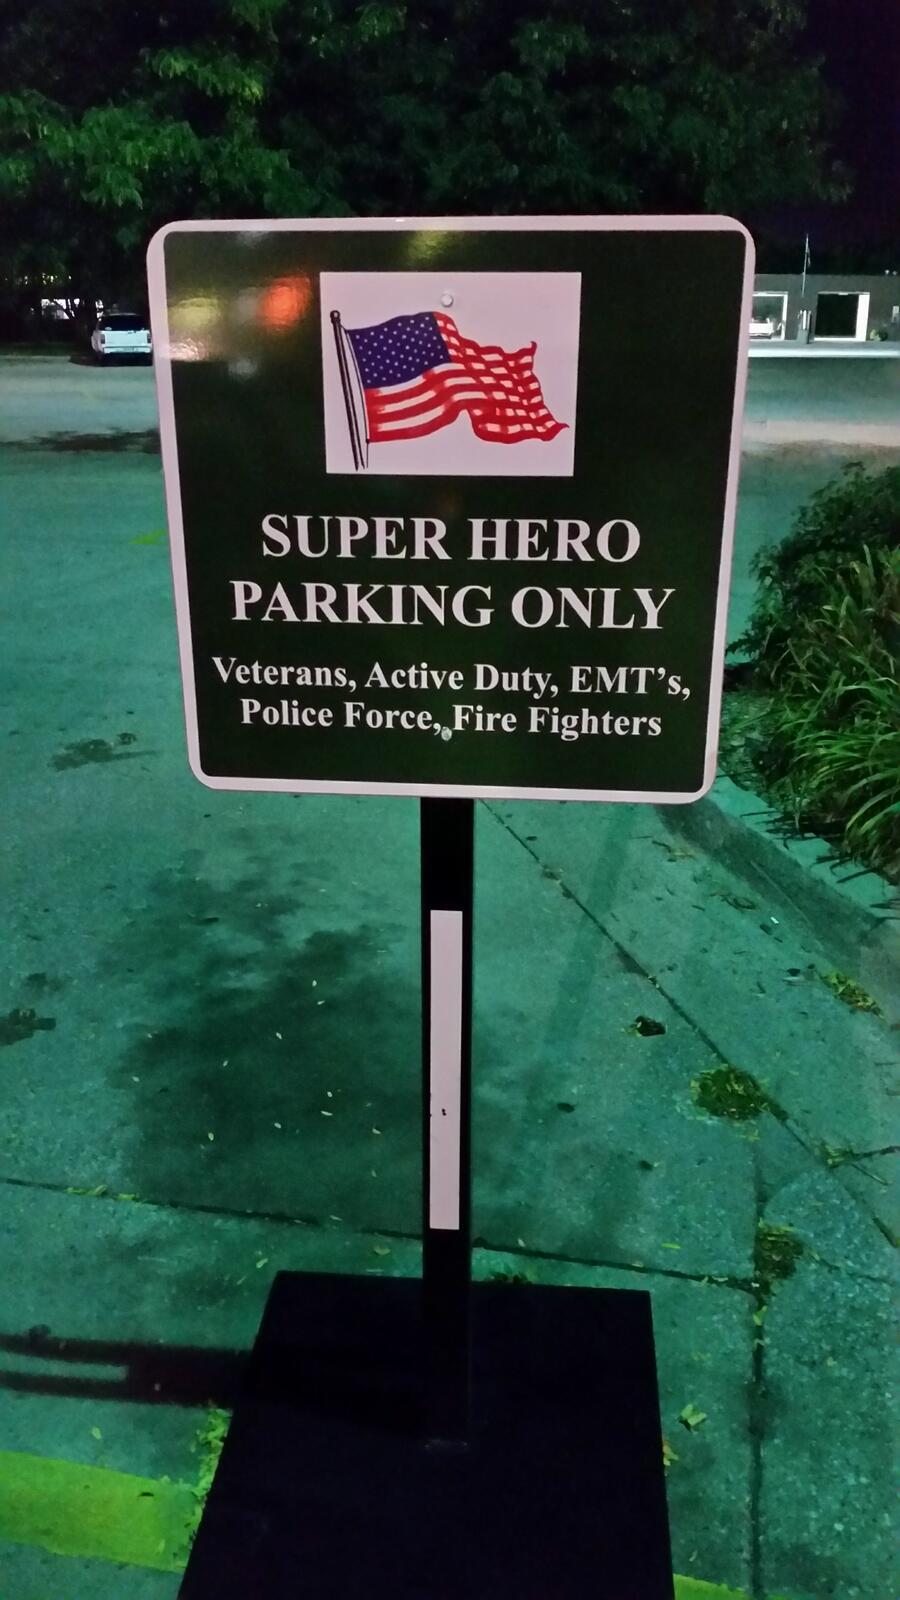 SUPER HERO
PARKING ONLY
Veterans, Active Duty, EMT's,
Police Force, Fire Fighters